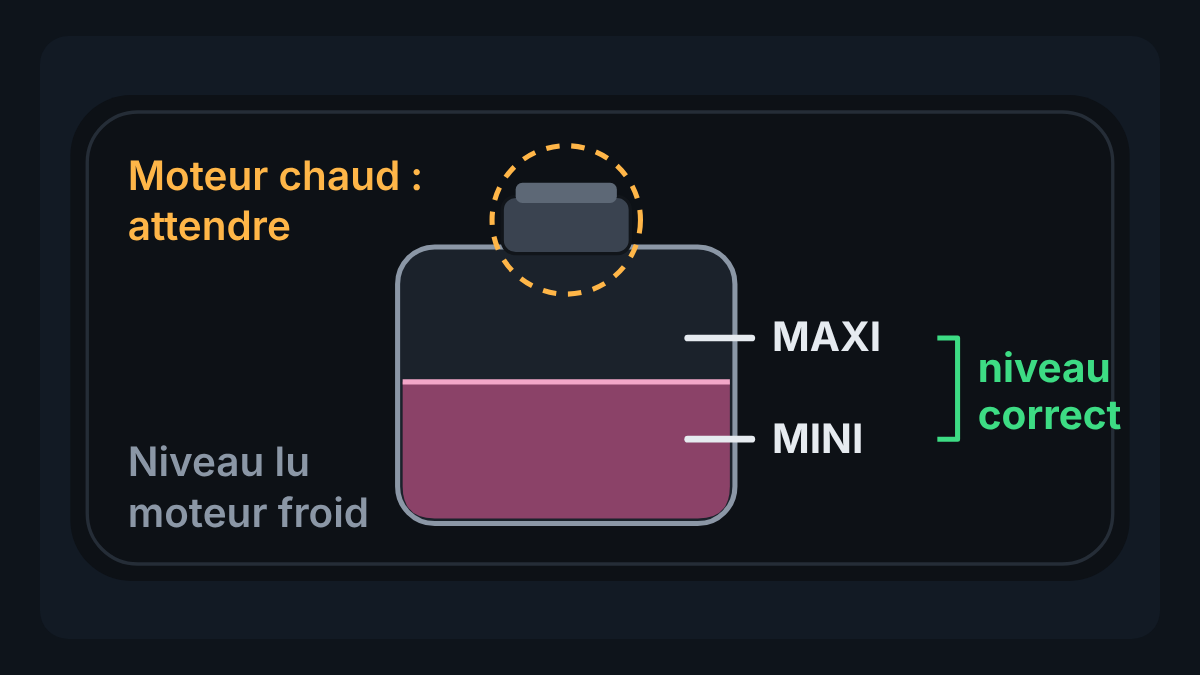 Moteur chaud :
attendre
MAXI
niveau
correct
MINI
Niveau lu
moteur froid